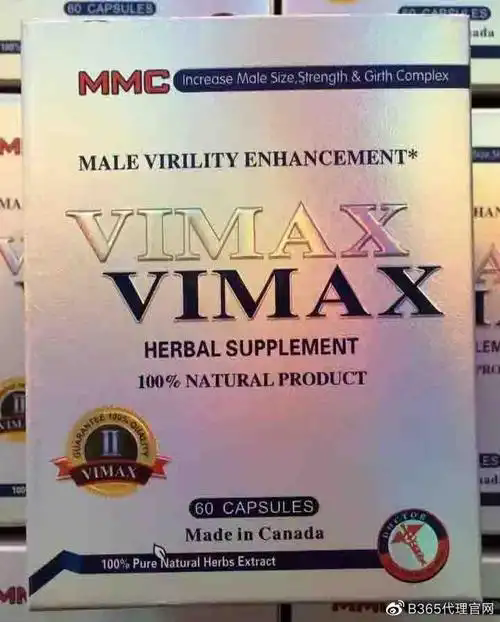 60 CAPSULES
MMC Increase Male Size,Strength & Girth Complex
MALE VIRILITY ENHANCEMENT*
VIMAX
VIMAX
HERBAL SUPPLEMENT
100% NATURAL PRODUCT
GUARANTEE 100% QUALITY
II
VIMAX
60 CAPSULES
Made in Canada
DOCTOR
100% Pure Natural Herbs Extract
@B365代理官网